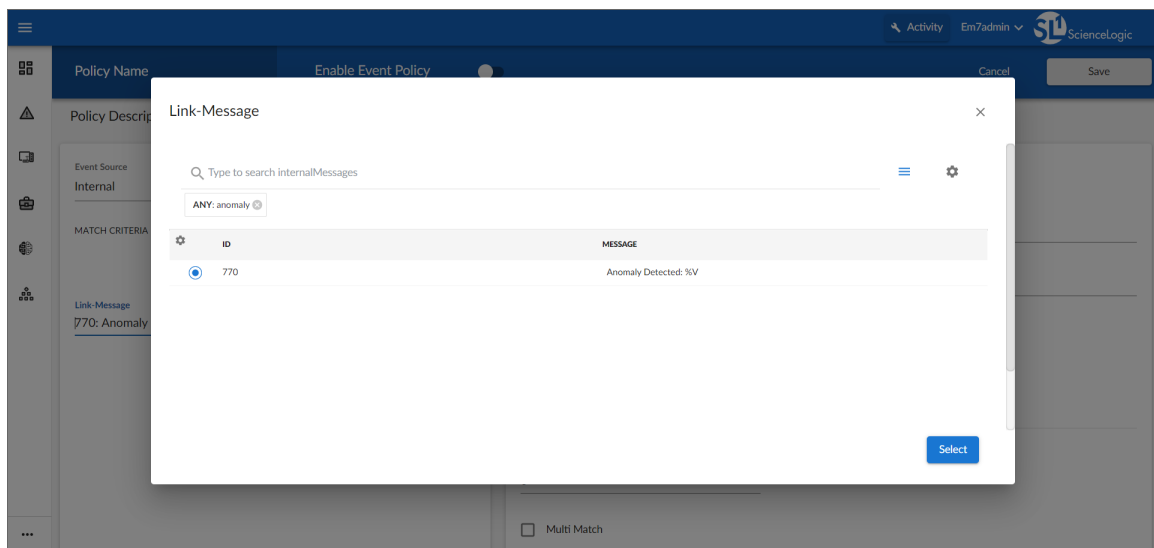 Activity
Em7admin
SL1
ScienceLogic
Policy Name
Enable Event Policy
Cancel
Save
Policy Descrip
Event Source
Internal
MATCH CRITERIA
Link-Message
770: Anomaly
Link-Message
Type to search internalMessages
ANY: anomaly
ID
MESSAGE
770
Anomaly Detected: %V
Select
Multi Match